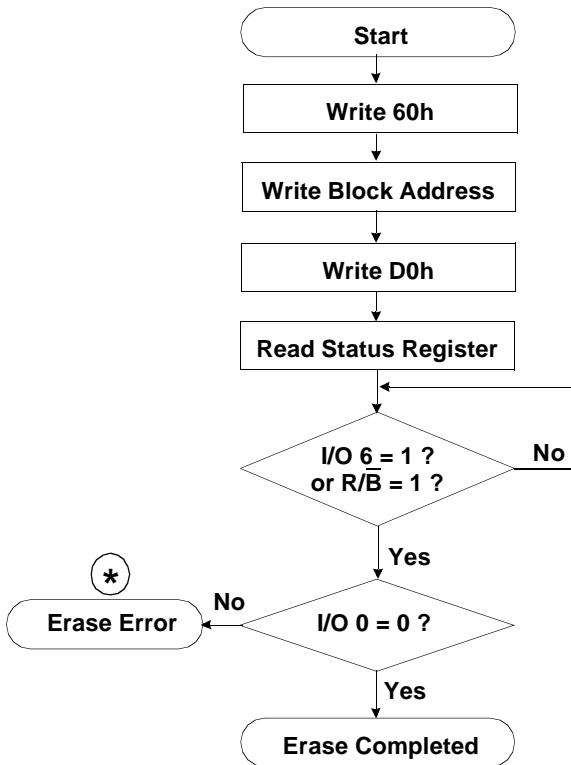 Start
Write 60h
Write Block Address
Write D0h
Read Status Register
I/O 6 = 1 ?
or R/B̅ = 1 ?
No
Yes
*
No
Erase Error
I/O 0 = 0 ?
Yes
Erase Completed